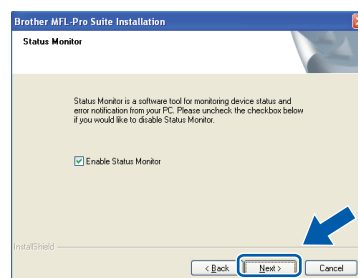 Brother MFL-Pro Suite Installation
Status Monitor
Status Monitor is a software tool for monitoring device status and
error notification from your PC. Please uncheck the checkbox below
if you would like to disable Status Monitor.
Enable Status Monitor
InstallShield
< Back
Next >
Cancel